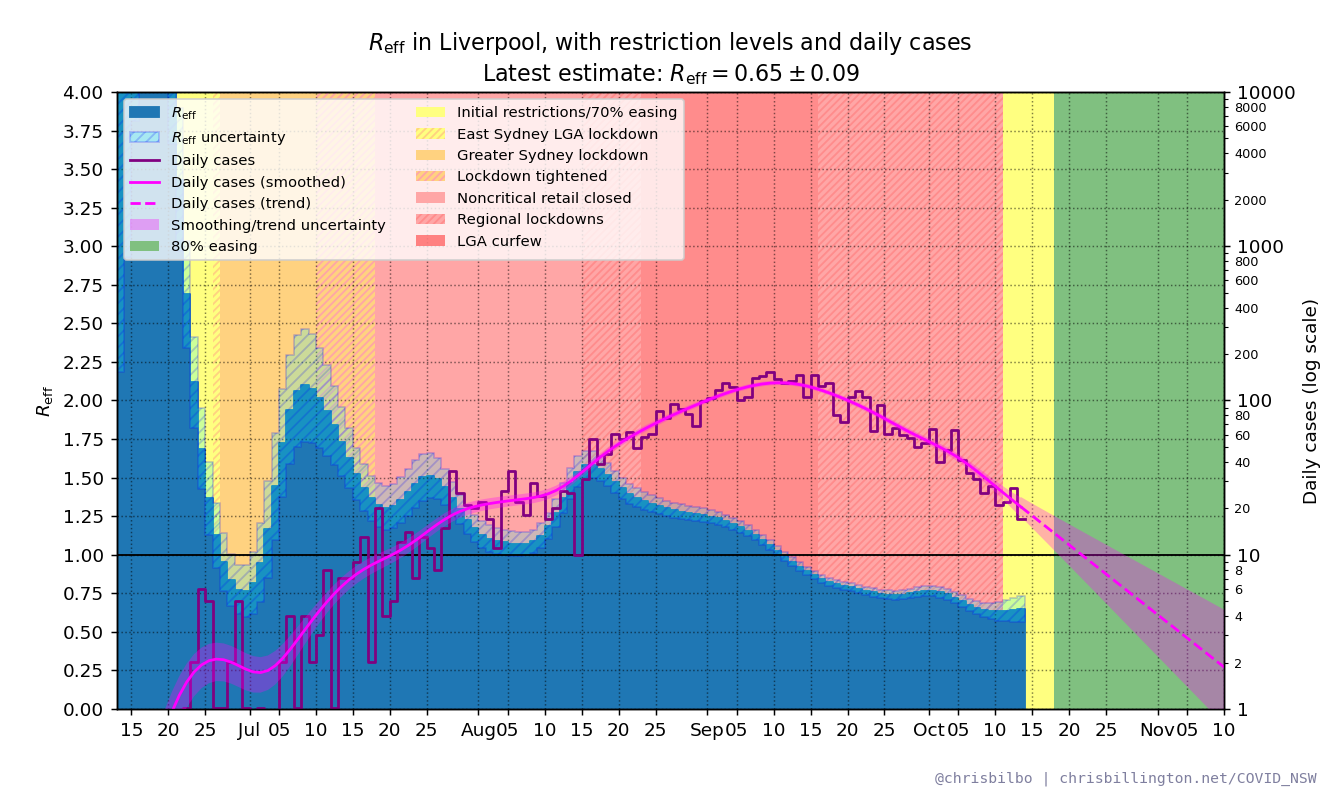 Reff in Liverpool, with restriction levels and daily cases
Latest estimate: Reff = 0.65 ± 0.09
Reff
Reff uncertainty
Daily cases
Daily cases (smoothed)
Daily cases (trend)
Smoothing/trend uncertainty
80% easing
Initial restrictions/70% easing
East Sydney LGA lockdown
Greater Sydney lockdown
Lockdown tightened
Noncritical retail closed
Regional lockdowns
LGA curfew
Reff
4.00
3.75
3.50
3.25
3.00
2.75
2.50
2.25
2.00
1.75
1.50
1.25
1.00
0.75
0.50
0.25
0.00
10000
8000
6000
4000
2000
1000
800
600
400
200
100
80
60
40
20
10
8
6
4
2
1
Daily cases (log scale)
15 20 25 Jul 05 10 15 20 25 Aug 05 10 15 20 25 Sep 05 10 15 20 25 Oct 05 10 15 20 25 Nov 05 10
@chrisbilbo | chrisbillington.net/COVID_NSW